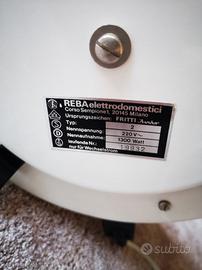 REBA elettrodomestici
Corso Sempione 1, 20145 Milano
Ursprungszeichen: FRITTI
Typ: 2
Nennspannung: 220 V~
Nennaufnahme: 1300 Watt
laufende Nr.:
nur für Wechselstrom
subito